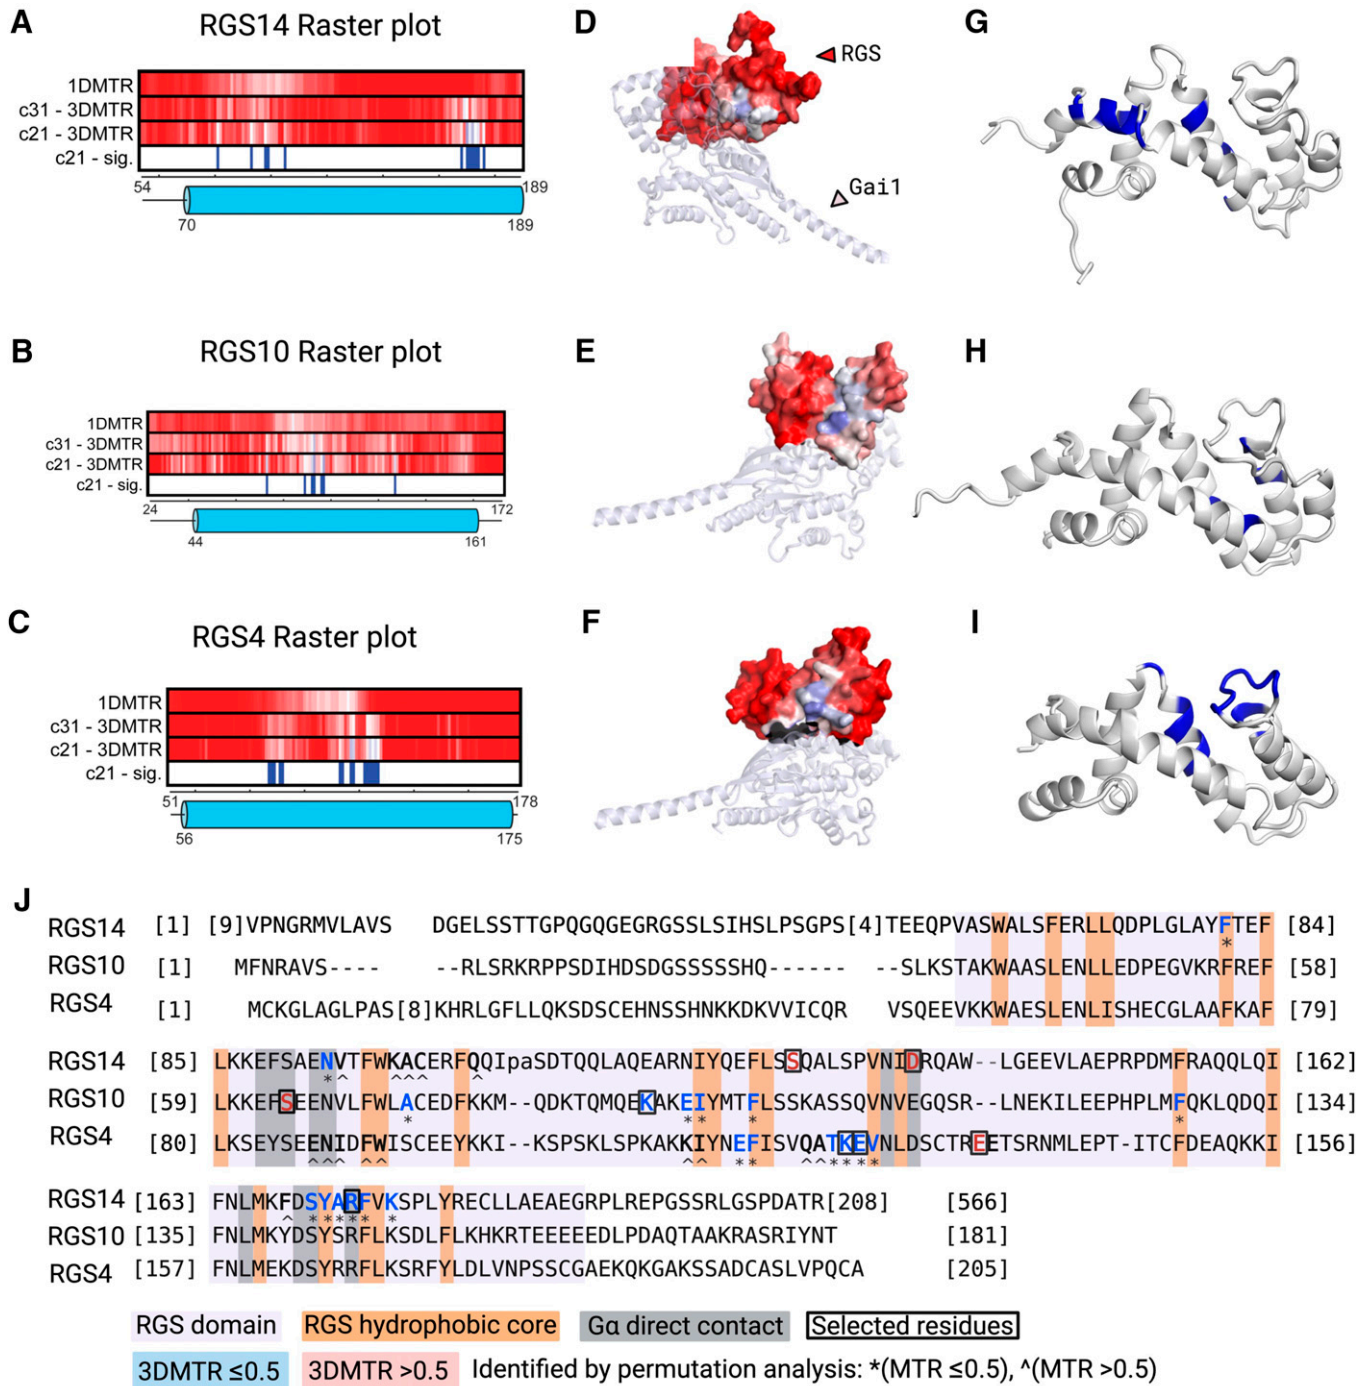 A
RGS14 Raster plot
1DMTR
c31 - 3DMTR
c21 - 3DMTR
c21 - sig.
54
189
70
189
D
RGS
Gai1
G
B
RGS10 Raster plot
1DMTR
c31 - 3DMTR
c21 - 3DMTR
c21 - sig.
24
172
44
161
E
H
C
RGS4 Raster plot
1DMTR
c31 - 3DMTR
c21 - 3DMTR
c21 - sig.
51
178
56
175
F
I
J
RGS14 [1] [9]VPNGRMVLAVS DGELSSTTGPQGQGEGRGSSLSIHSLPSGPS[4]TEEQPVASWALSFERLLQDPLGLAYFTEF [84]
*
RGS10 [1] MFNRAVS---- --RLSRKRPPSDIHDSDGSSSSSHQ------ --SLKSTAKWAASLENLLEDPEGVKRFREF [58]
RGS4 [1] MCKGLAGLPAS[8]KHRLGFLLQKSDSCEHNSSHNKKDKVVICQR VSQEEVKKWAESLENLISHECGLAAFKAF [79]
RGS14 [85] LKKEFSAENVTFWKACERFQQIpaSDTQQLAQEARNIYQEFLSSQALSPVNIDRQAW--LGEEVLAEPRPDMFRAQQLQI [162]
*^ ^^^ ^
RGS10 [59] LKKEFSEENVLFWLACEDFKKM--QDKTQMQEKAKEIYMTFLSSKASSQVNVEGQSR--LNEKILEEPHPLMFQKLQDQI [134]
* ** * *
RGS4 [80] LKSEYSEENIDFWISCEEYKKI--KSPSKLSPKAKKIYNEFISVQATKEVNLDSCTREETSRNMLEPT-ITCFDEAQKKI [156]
^^^ ^^ ^^ ** ^^****
RGS14 [163] FNLMKFDSYARFVKSPLYRECLLAEAEGRPLREPGSSRLGSPDATR[208] [566]
^ ***** *
RGS10 [135] FNLMKYDSYSRFLKSDLFLKHKRTEEEEEDLPDAQTAAKRASRIYNT [181]
RGS4 [157] FNLMEKDSYRRFLKSRFYLDLVNPSSCGAEKQKGAKSSADCASLVPQCA [205]
RGS domain RGS hydrophobic core Gα direct contact Selected residues
3DMTR ≤0.5 3DMTR >0.5 Identified by permutation analysis: *(MTR ≤0.5), ^(MTR >0.5)